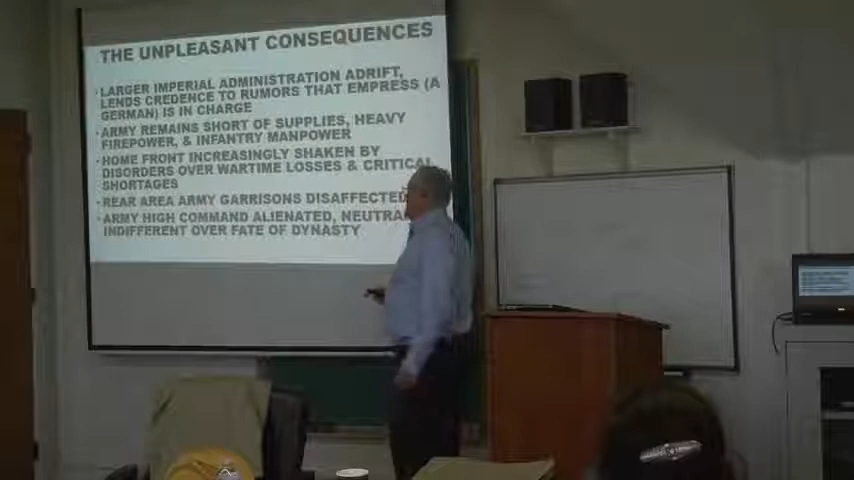 THE UNPLEASANT CONSEQUENCES
• LARGER IMPERIAL ADMINISTRATION ADRIFT,
LENDS CREDENCE TO RUMORS THAT EMPRESS (A
GERMAN) IS IN CHARGE
• ARMY REMAINS SHORT OF SUPPLIES, HEAVY
FIREPOWER, & INFANTRY MANPOWER
• HOME FRONT INCREASINGLY SHAKEN BY
DISORDERS OVER WARTIME LOSSES & CRITICAL
SHORTAGES
• REAR AREA ARMY GARRISONS DISAFFECTED
• ARMY HIGH COMMAND ALIENATED, NEUTRAL
INDIFFERENT OVER FATE OF DYNASTY